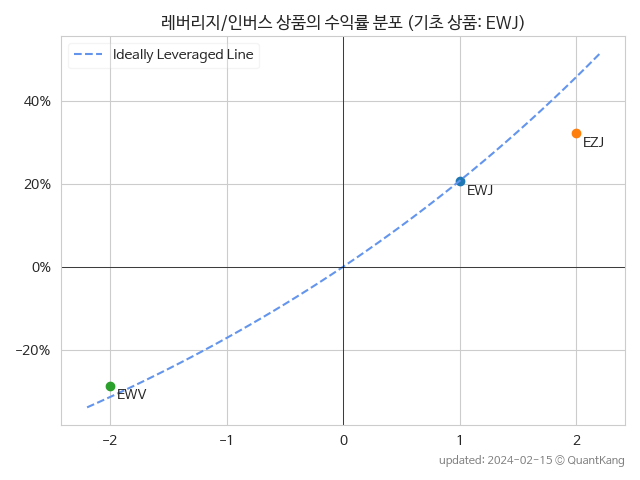 레버리지/인버스 상품의 수익률 분포 (기초 상품: EWJ)
Ideally Leveraged Line
40%
EZJ
20%
EWJ
0%
−20%
EWV
−2 −1 0 1 2
updated: 2024-02-15 © QuantKang